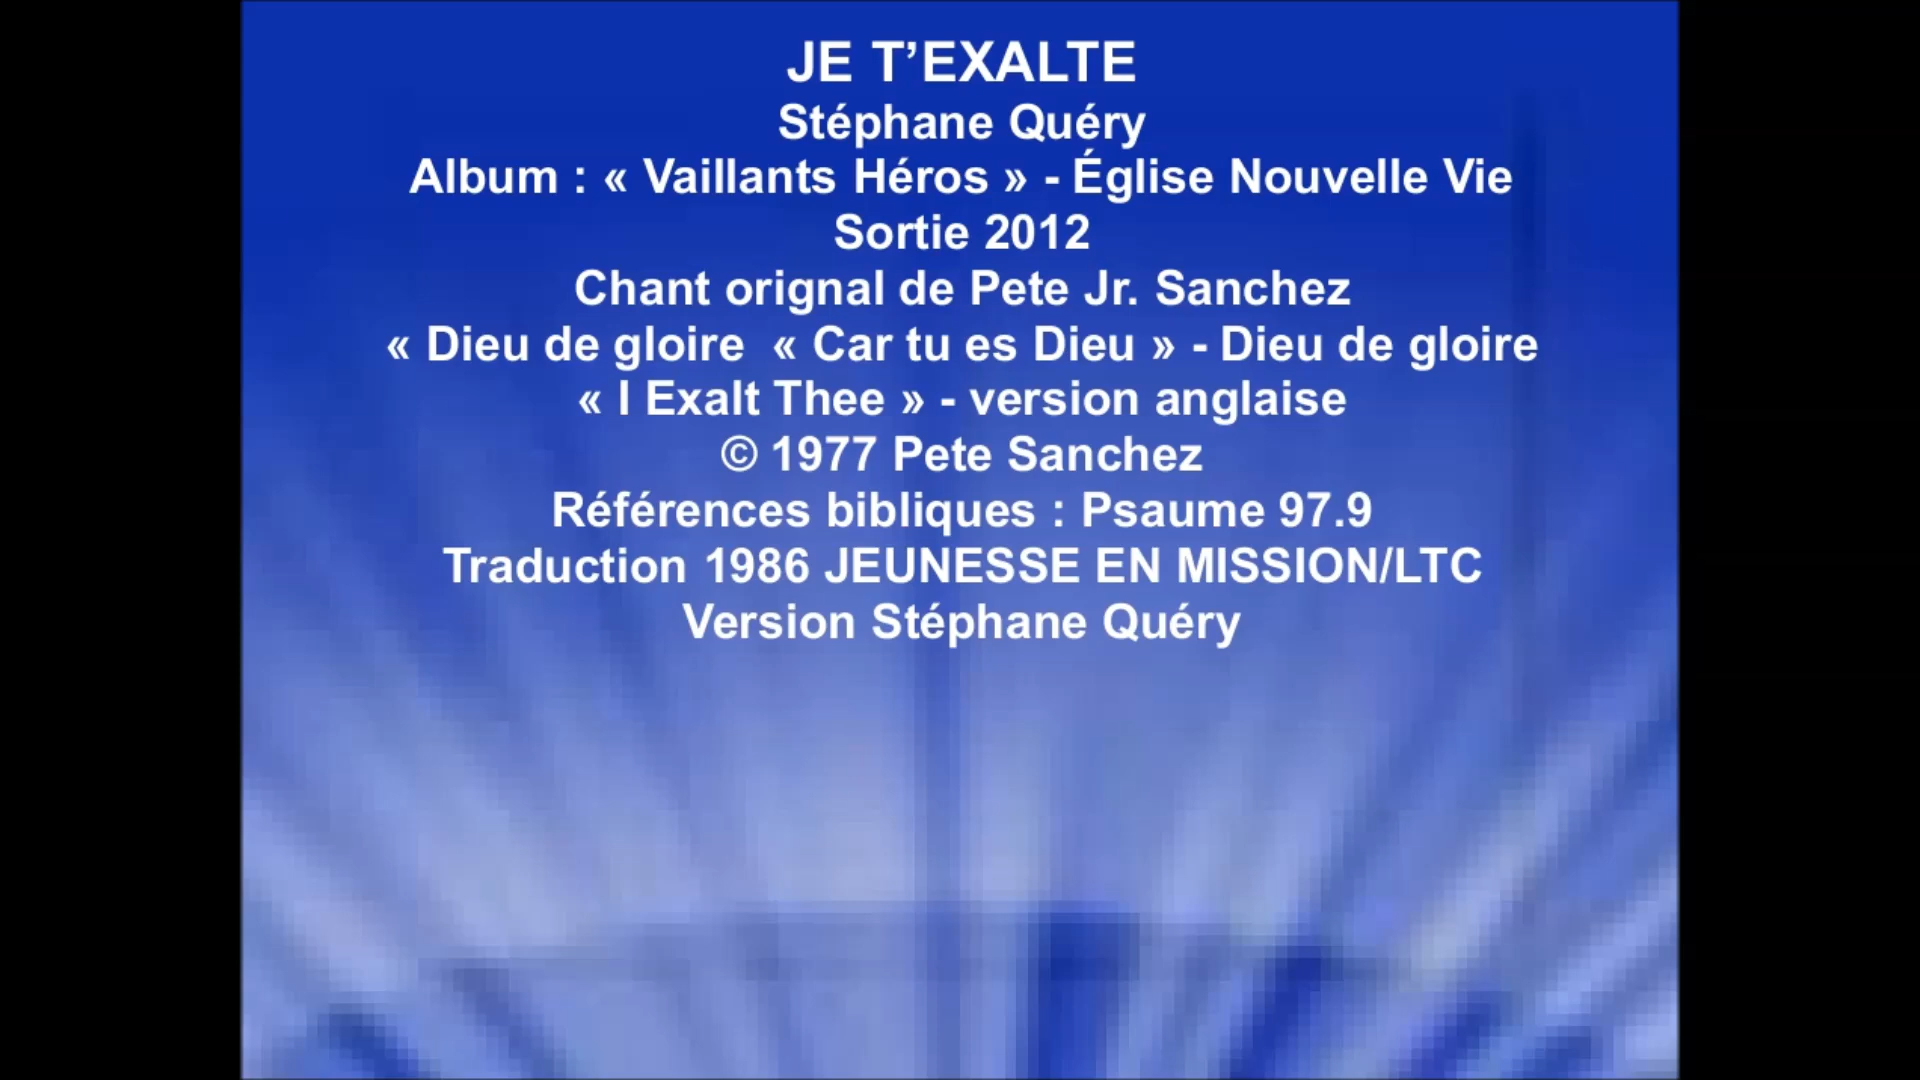 JE T’EXALTE
Stéphane Quéry
Album : « Vaillants Héros » - Église Nouvelle Vie
Sortie 2012
Chant orignal de Pete Jr. Sanchez
« Dieu de gloire  « Car tu es Dieu » - Dieu de gloire
« I Exalt Thee » - version anglaise
© 1977 Pete Sanchez
Références bibliques : Psaume 97.9
Traduction 1986 JEUNESSE EN MISSION/LTC
Version Stéphane Quéry